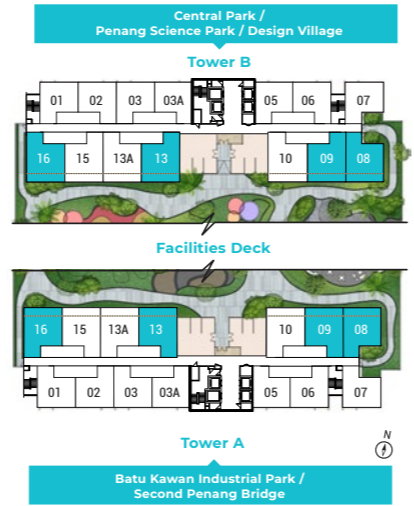 Central Park /
Penang Science Park / Design Village
Tower B
01 02 03 03A 05 06 07
16 15 13A 13 10 09 08
Facilities Deck
16 15 13A 13 10 09 08
01 02 03 03A 05 06 07
Tower A
N
Batu Kawan Industrial Park /
Second Penang Bridge